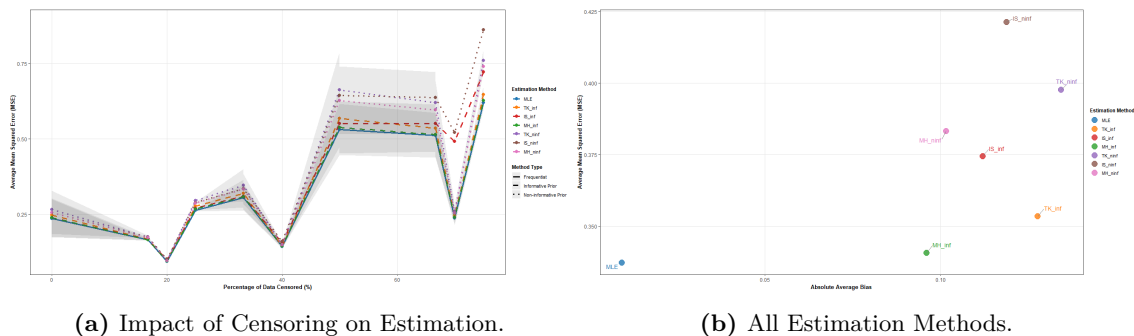 0.75
0.50
0.25
0
20
40
60
Average Mean Squared Error (MSE)
Percentage of Data Censored (%)
Estimation Method
MLE
TK_inf
IS_inf
MH_inf
TK_ninf
IS_ninf
MH_ninf
Method Type
Frequentist
Informative Prior
Non-informative Prior
(a) Impact of Censoring on Estimation.
0.425
0.400
0.375
0.350
0.05
0.10
Average Mean Squared Error (MSE)
Absolute Average Bias
IS_ninf
TK_ninf
MH_ninf
IS_inf
TK_inf
MH_inf
MLE
Estimation Method
MLE
TK_inf
IS_inf
MH_inf
TK_ninf
IS_ninf
MH_ninf
(b) All Estimation Methods.